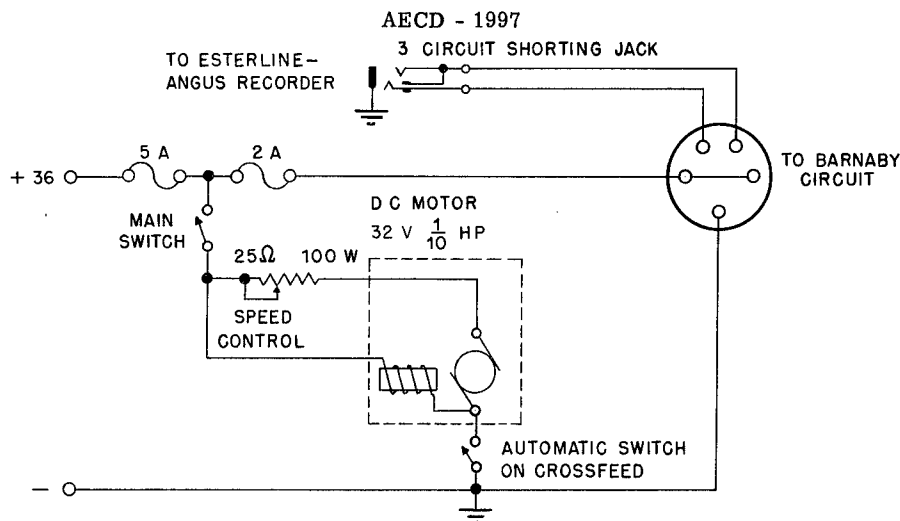 AECD - 1997
3 CIRCUIT SHORTING JACK
TO ESTERLINE-
ANGUS RECORDER
5 A
2 A
+ 36
TO BARNABY
CIRCUIT
MAIN
SWITCH
D C MOTOR
32 V 1/10 HP
25Ω 100 W
SPEED
CONTROL
AUTOMATIC SWITCH
ON CROSSFEED
−